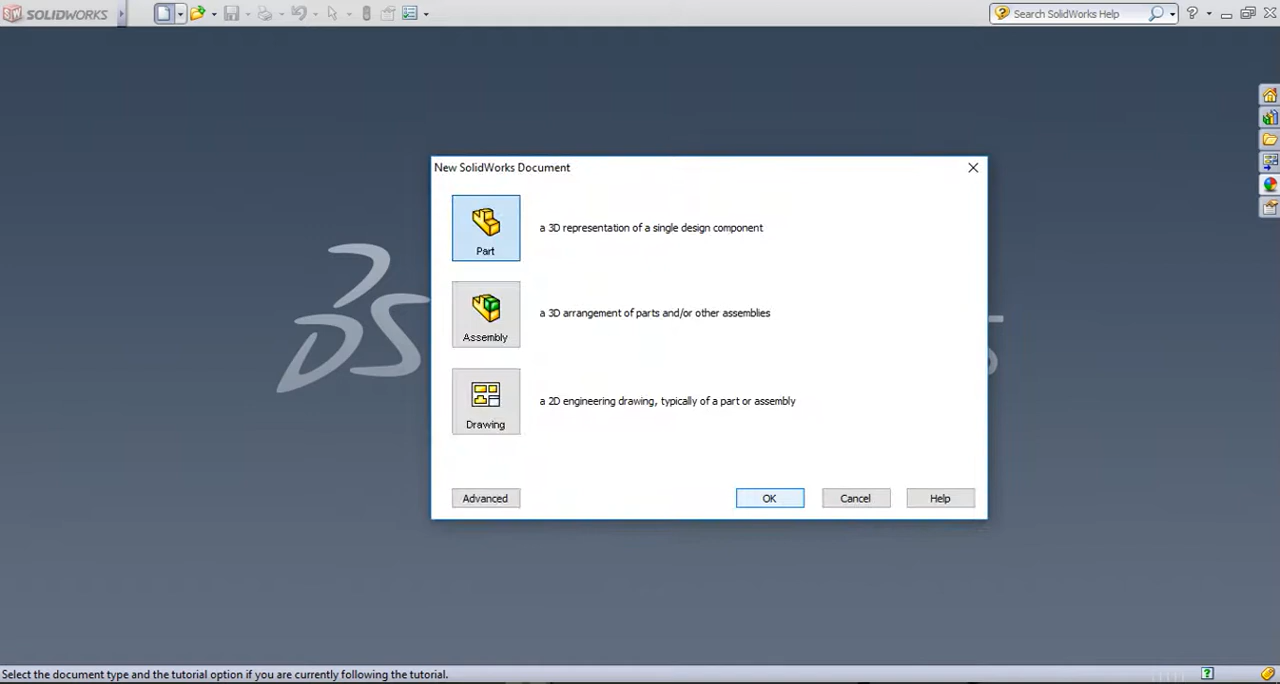 SOLIDWORKS
Search SolidWorks Help
New SolidWorks Document
Part
a 3D representation of a single design component
Assembly
a 3D arrangement of parts and/or other assemblies
Drawing
a 2D engineering drawing, typically of a part or assembly
Advanced
OK
Cancel
Help
Select the document type and the tutorial option if you are currently following the tutorial.